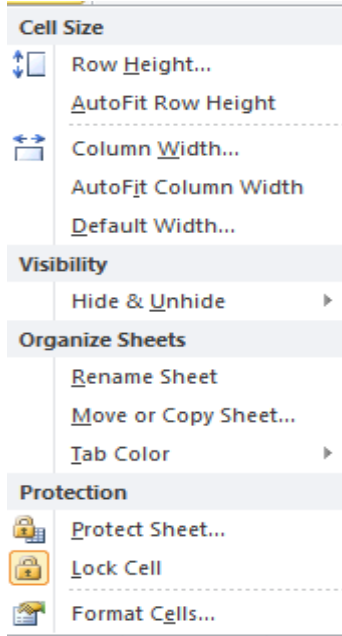 Cell Size
Row Height...
AutoFit Row Height
Column Width...
AutoFit Column Width
Default Width...
Visibility
Hide & Unhide
Organize Sheets
Rename Sheet
Move or Copy Sheet...
Tab Color
Protection
Protect Sheet...
Lock Cell
Format Cells...